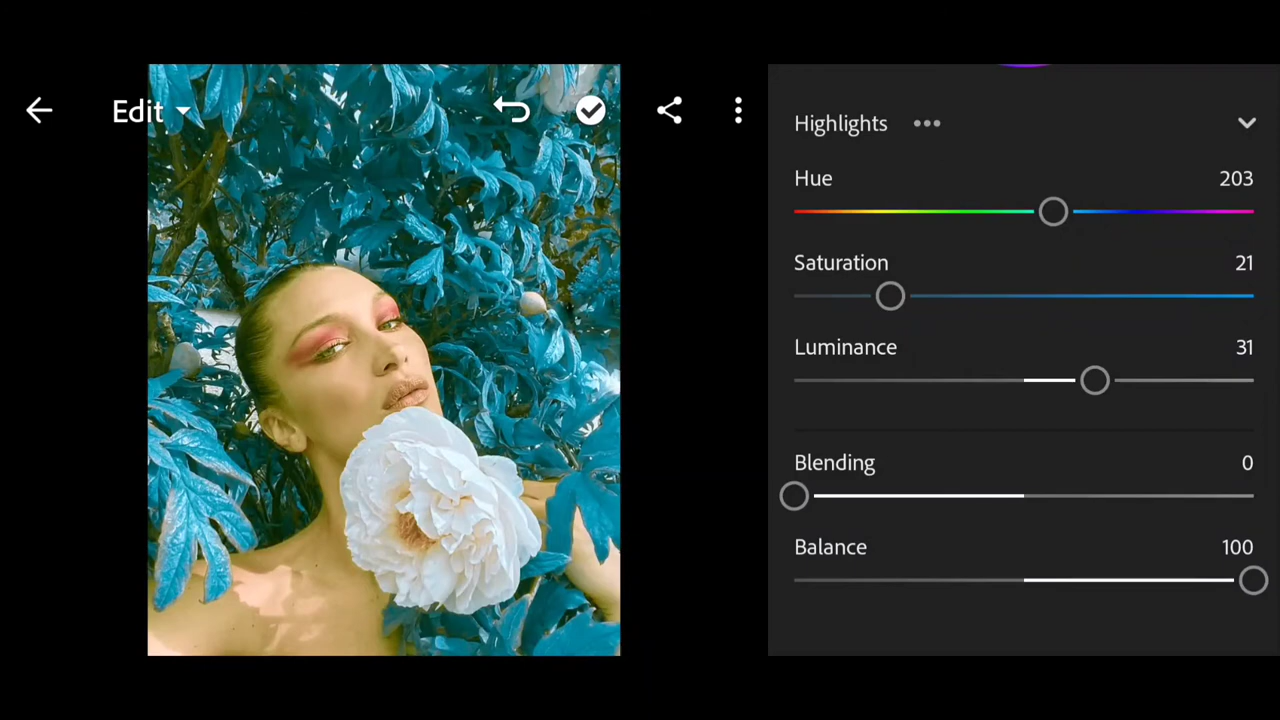 Edit
Highlights
Hue 203
Saturation 21
Luminance 31
Blending 0
Balance 100